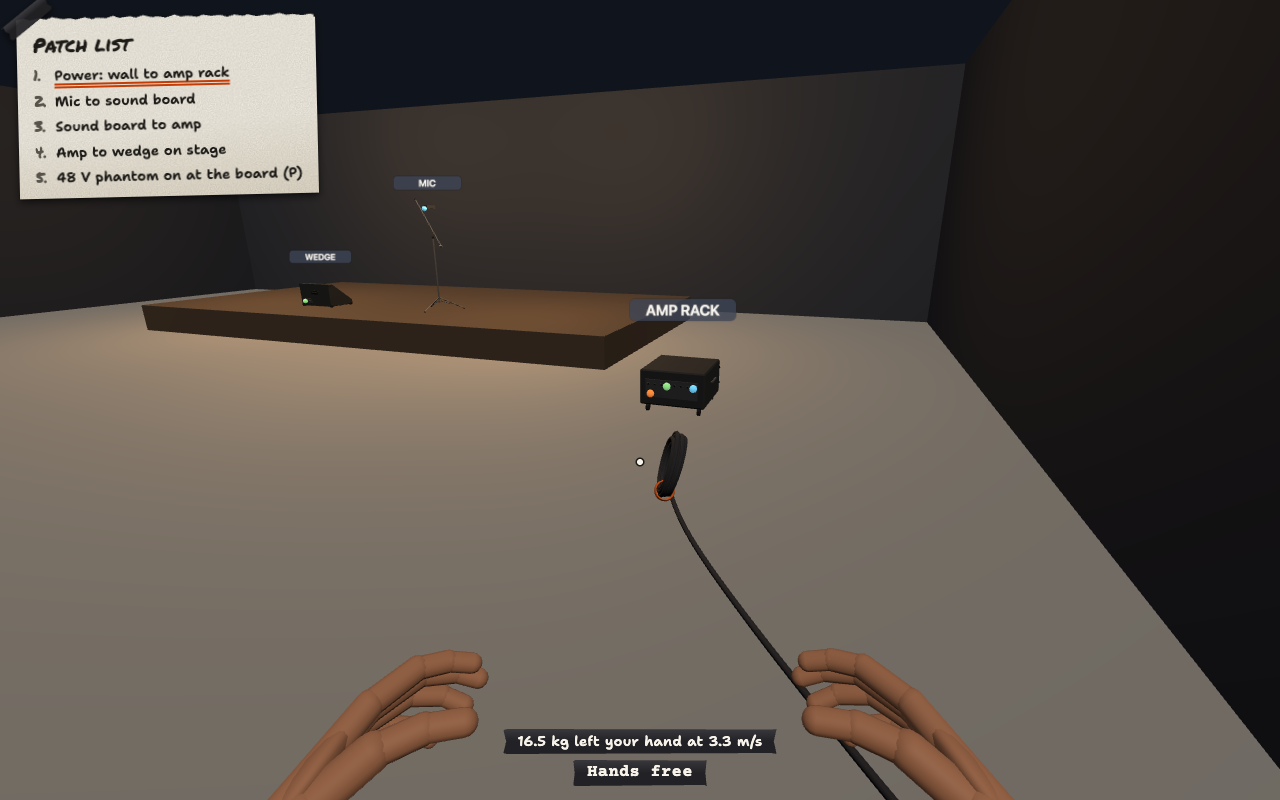 PATCH LIST
1. Power: wall to amp rack
2. Mic to sound board
3. Sound board to amp
4. Amp to wedge on stage
5. 48 V phantom on at the board (P)
MIC
WEDGE
AMP RACK
16.5 kg left your hand at 3.3 m/s
Hands free